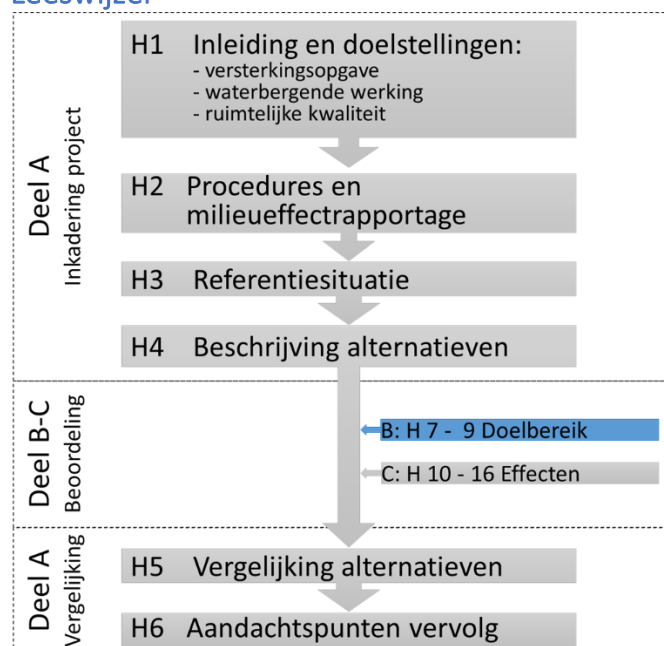 Leeswijzer
Deel A
Inkadering project
H1 Inleiding en doelstellingen:
- versterkingsopgave
- waterbergende werking
- ruimtelijke kwaliteit
H2 Procedures en
milieueffectrapportage
H3 Referentiesituatie
H4 Beschrijving alternatieven
Deel B-C
Beoordeling
B: H 7 - 9 Doelbereik
C: H 10 - 16 Effecten
Deel A
Vergelijking
H5 Vergelijking alternatieven
H6 Aandachtspunten vervolg